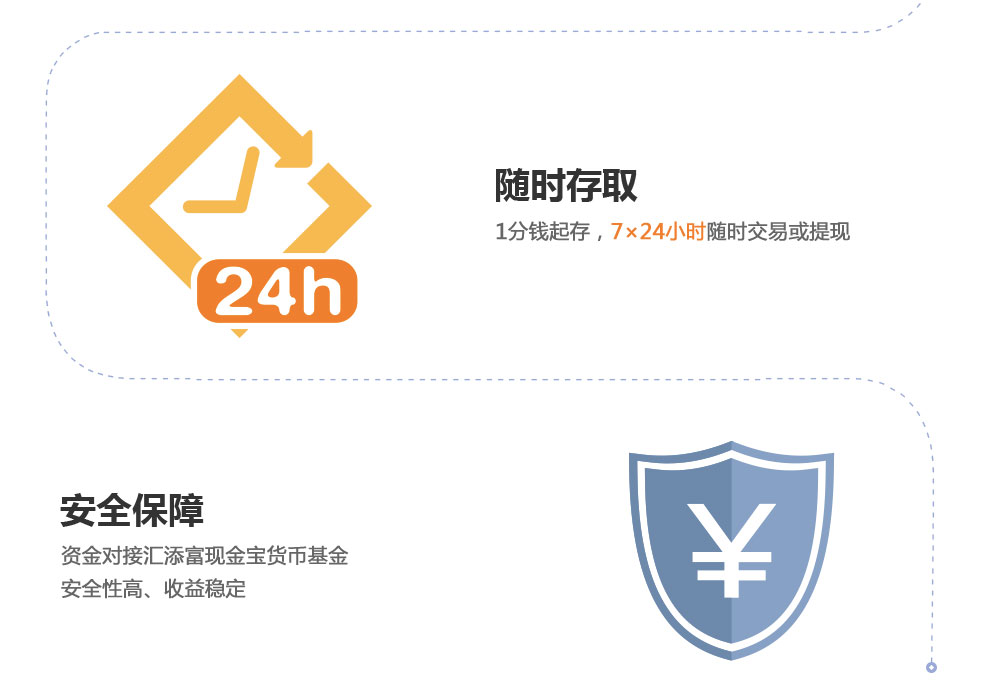 24h
随时存取
1分钱起存，7×24小时随时交易或提现
安全保障
资金对接汇添富现金宝货币基金
安全性高、收益稳定
¥